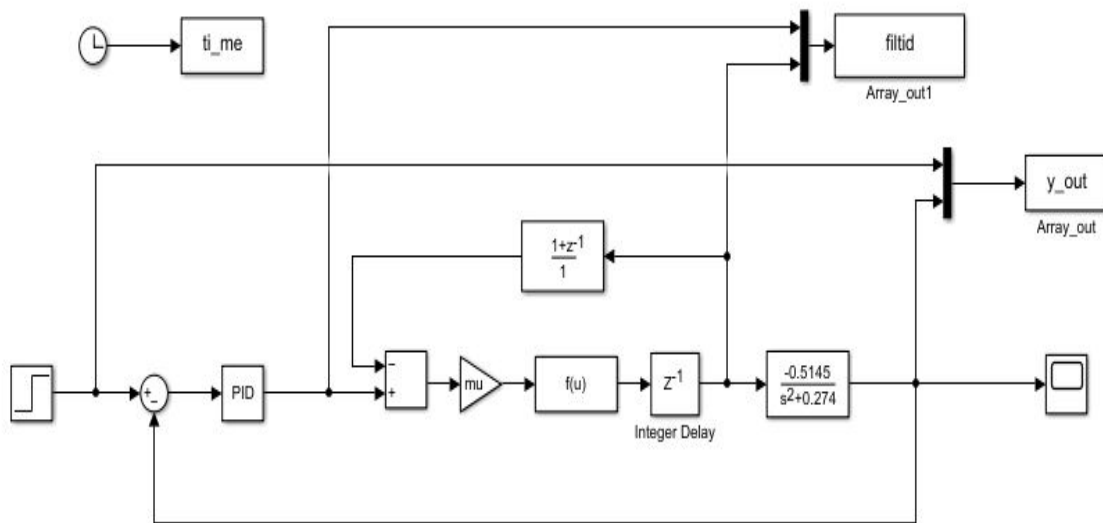 ti_me
filtid
Array_out1
y_out
Array_out
1+z-1
1
+
-
PID
-
+
mu
f(u)
z-1
Integer Delay
-0.5145
s2+0.274